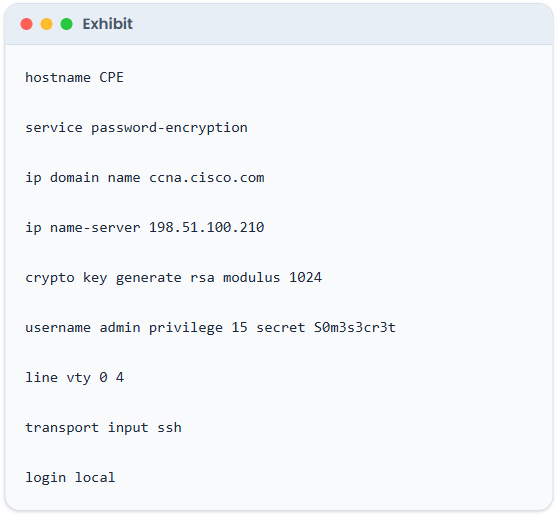 Exhibit
hostname CPE
service password-encryption
ip domain name ccna.cisco.com
ip name-server 198.51.100.210
crypto key generate rsa modulus 1024
username admin privilege 15 secret S0m3s3cr3t
line vty 0 4
transport input ssh
login local